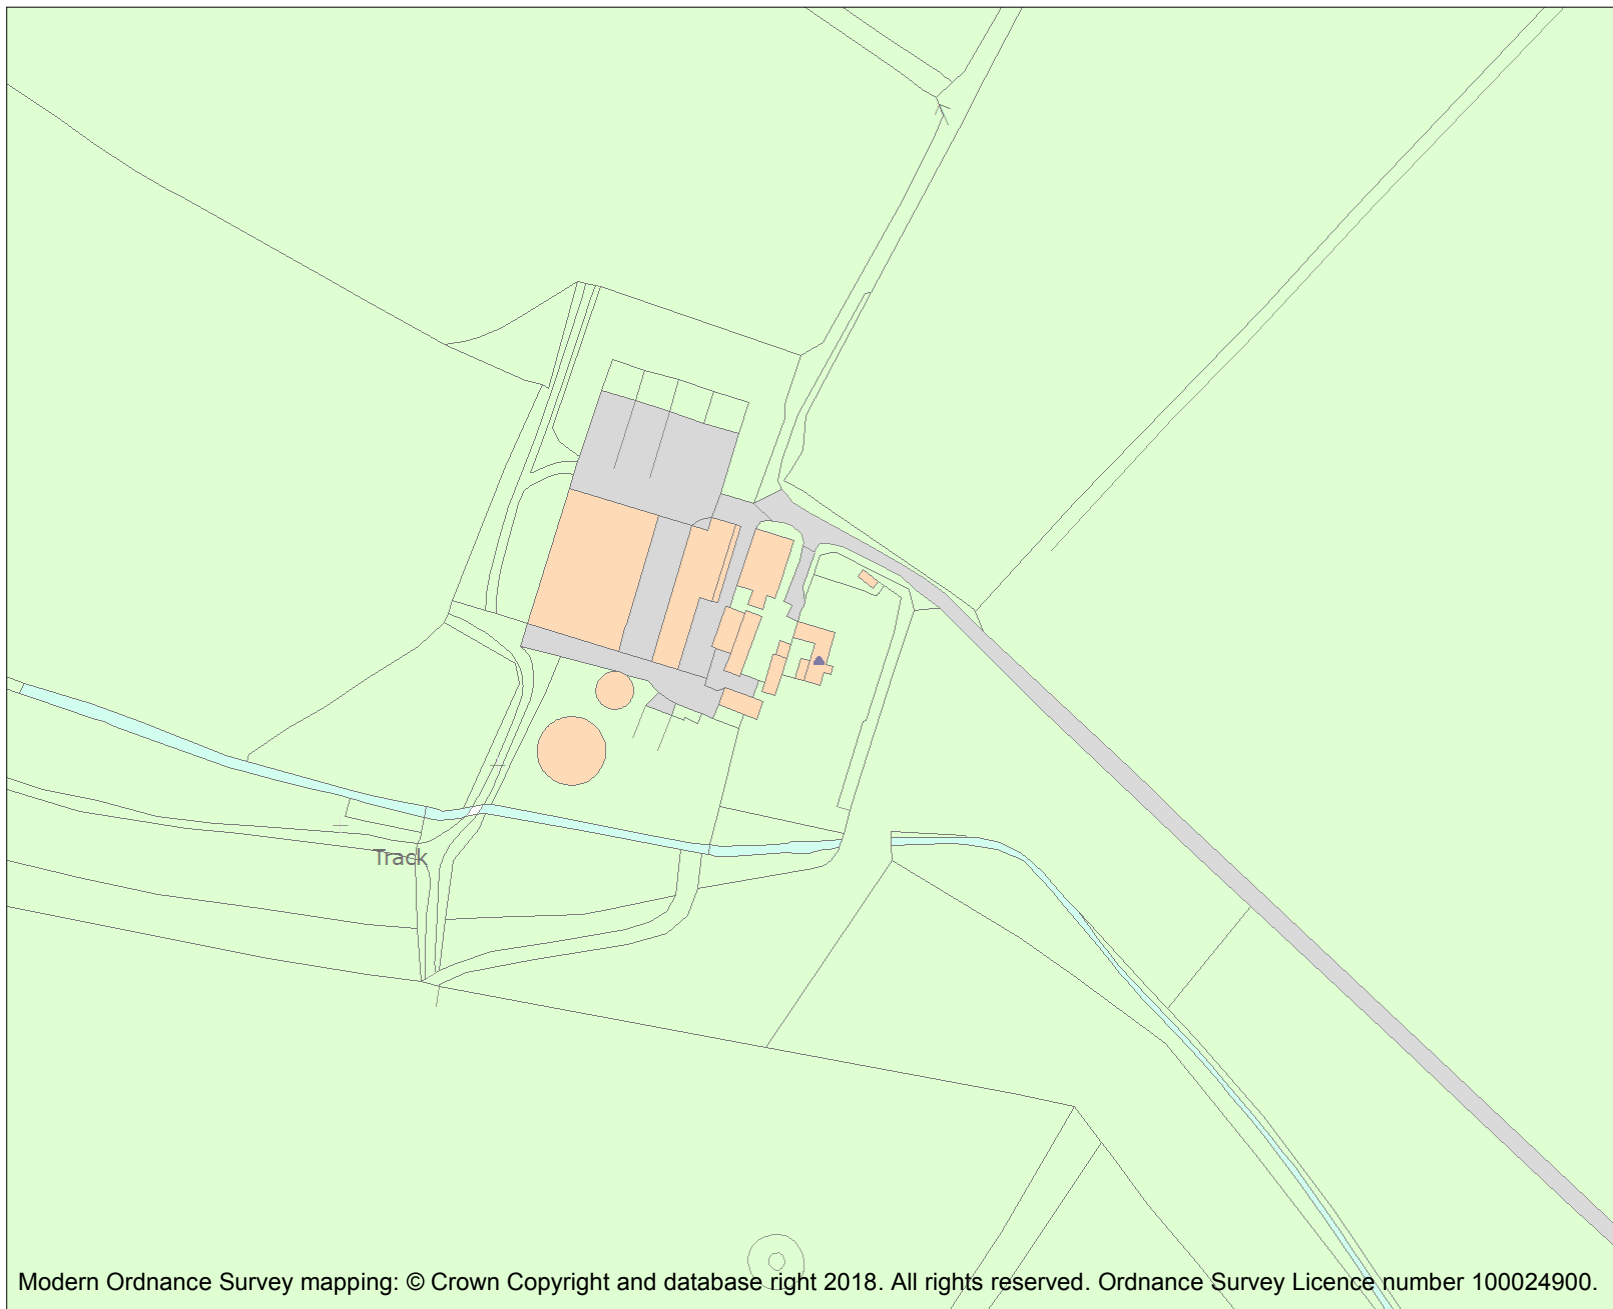 Track
Modern Ordnance Survey mapping: © Crown Copyright and database right 2018. All rights reserved. Ordnance Survey Licence number 100024900.